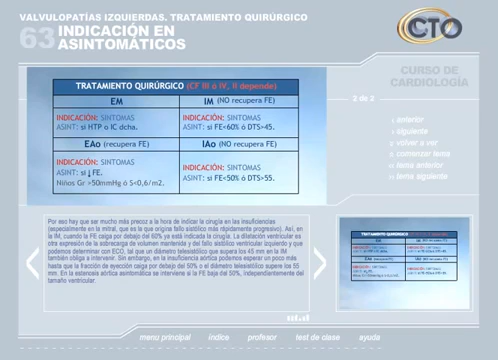 VALVULOPATÍAS IZQUIERDAS. TRATAMIENTO QUIRÚRGICO
63 INDICACIÓN EN
ASINTOMÁTICOS
CTO
CURSO DE
CARDIOLOGÍA
2 de 2
anterior
siguiente
volver a ver
comenzar tema
tema anterior
tema siguiente
TRATAMIENTO QUIRÚRGICO (CF III ó IV, II depende)
EM
IM (NO recupera FE)
INDICACIÓN: SINTOMAS
ASINT: si HTP o IC dcha.
INDICACIÓN: SINTOMAS
ASINT: si FE<60% ó DTS>45.
EAo (recupera FE)
IAo (NO recupera FE)
INDICACIÓN: SINTOMAS
ASINT: si ↓FE.
Niños Gr >50mmHg ó S<0,6/m2.
INDICACIÓN: SINTOMAS
ASINT: si FE<50% ó DTS>55.
Por eso hay que ser mucho más precoz a la hora de indicar la cirugía en las insuficiencias
(especialmente en la mitral, que es la que origina fallo sistólico más rápidamente progresivo). Así, en
la IM, cuando la FE caiga por debajo del 60% ya está indicada la cirugía. La dilatación ventricular es
otra expresión de la sobrecarga de volumen mantenida y del fallo sistólico ventricular izquierdo y que
podemos determinar con ECO, tal que un diámetro telesistólico que supera los 45 mm en la IM
también obliga a intervenir. Sin embargo, en la insuficiencia aórtica podemos esperar un poco más
hasta que la fracción de eyección caiga por debajo del 50% o el diámetro telesistólico supere los 55
mm. En la estenosis aórtica asintomática se interviene si la FE baja del 50%, independientemente del
tamaño ventricular.
TRATAMIENTO QUIRÚRGICO
menu principal índice profesor test de clase ayuda